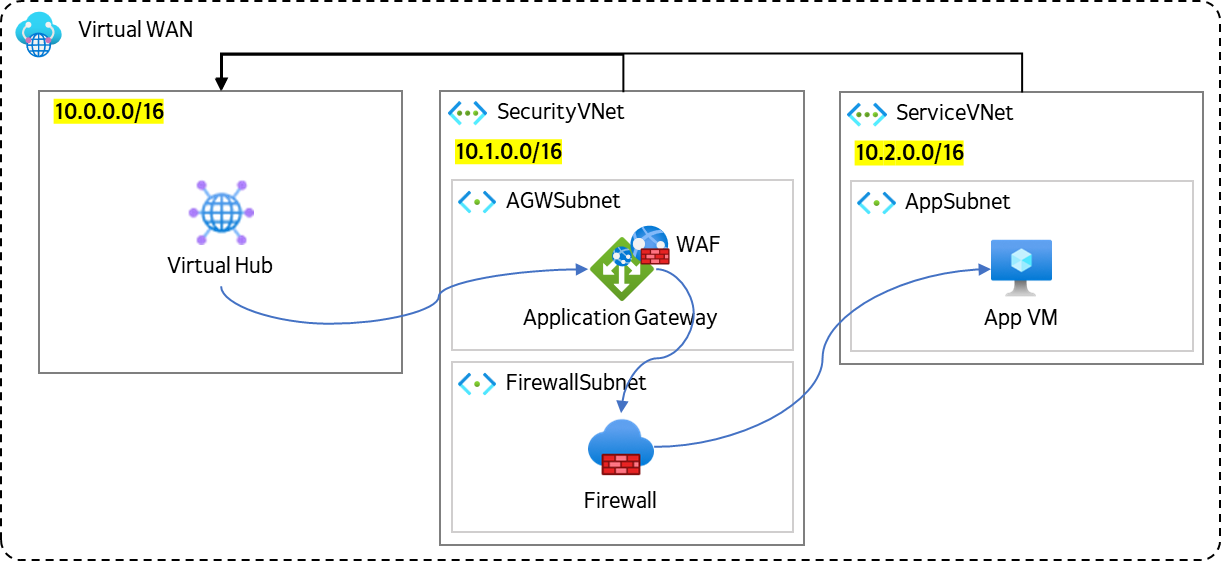 Virtual WAN
10.0.0.0/16
Virtual Hub
SecurityVNet
10.1.0.0/16
AGWSubnet
WAF
Application Gateway
FirewallSubnet
Firewall
ServiceVNet
10.2.0.0/16
AppSubnet
App VM